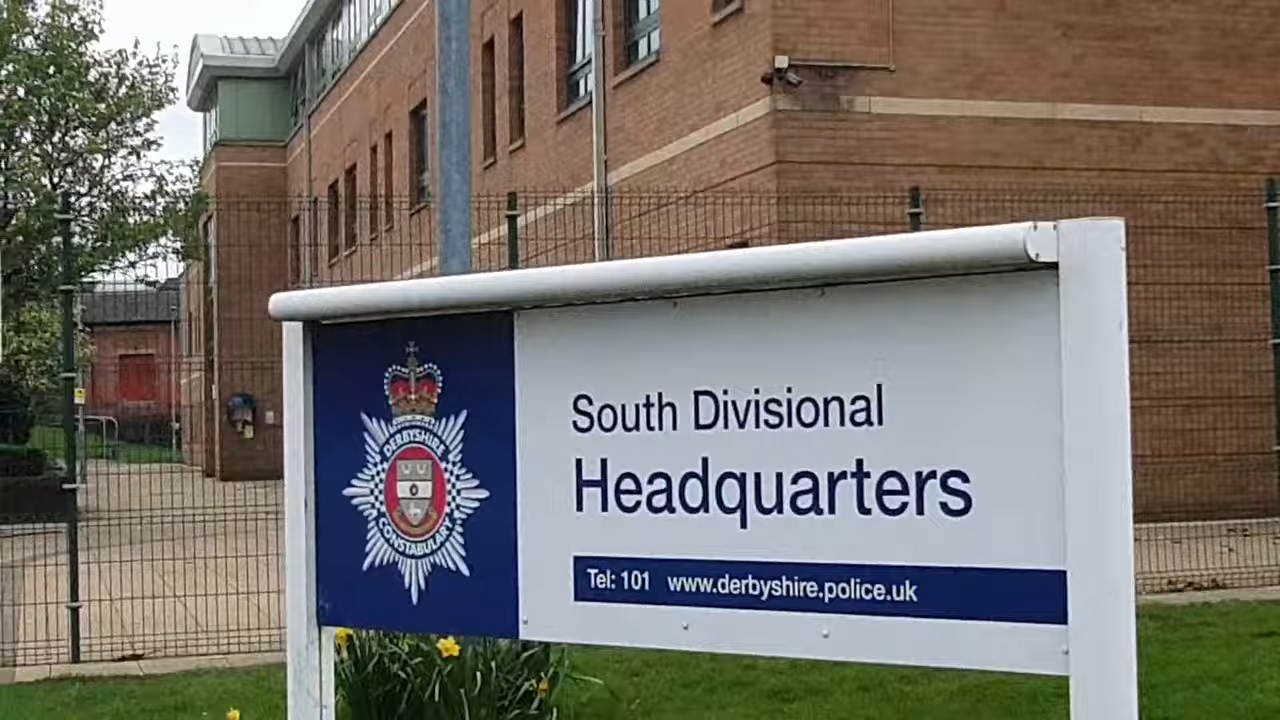 DERBYSHIRE
CONSTABULARY
South Divisional
Headquarters
Tel: 101 www.derbyshire.police.uk